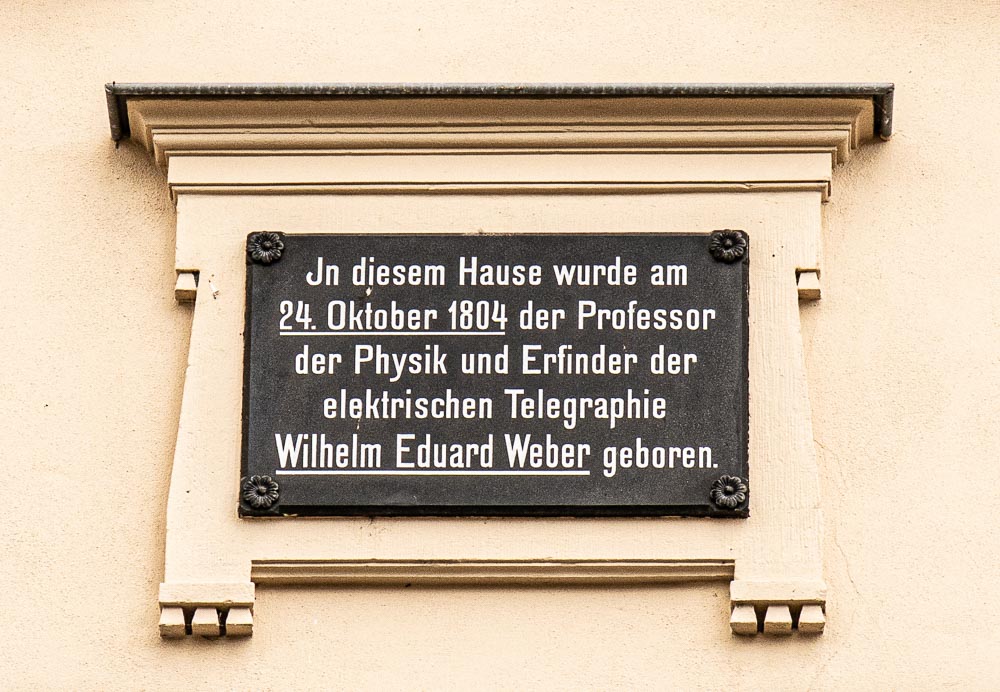 Jn diesem Hause wurde am
24. Oktober 1804 der Professor
der Physik und Erfinder der
elektrischen Telegraphie
Wilhelm Eduard Weber geboren.